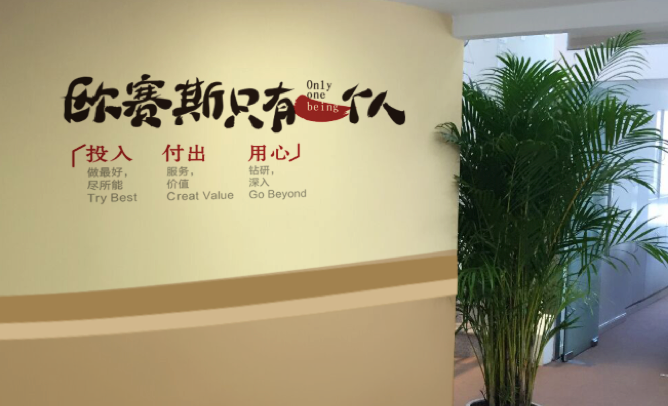 欧赛斯只有一个人
Only
one
being
「投入 付出 用心」
做最好，
尽所能
Try Best
服务，
价值
Creat Value
钻研，
深入
Go Beyond